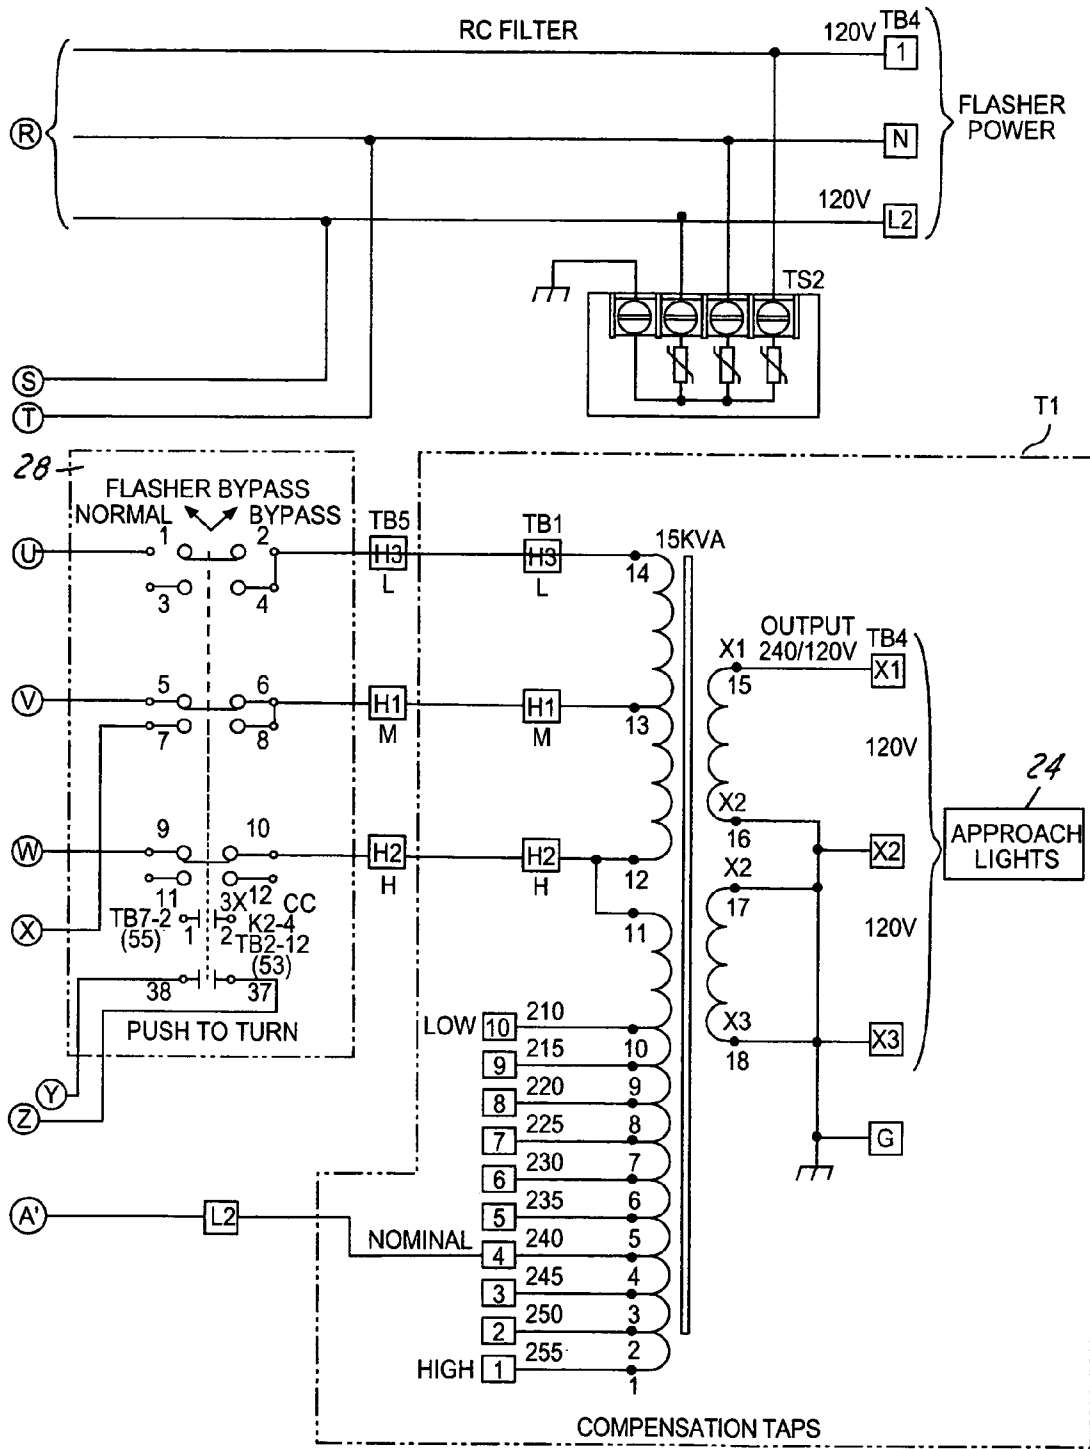 RC FILTER
120V
TB4
1
FLASHER
POWER
R
N
120V
L2
TS2
S
T
T1
28
FLASHER BYPASS
NORMAL
BYPASS
U
1
2
TB5
TB1
15KVA
H3
H3
14
3
4
L
L
OUTPUT
240/120V
TB4
X1
X1
15
V
5
6
H1
H1
13
7
8
M
M
120V
24
APPROACH
LIGHTS
X2
16
X2
W
9
10
H2
H2
12
H
H
X2
17
11
3X
12
CC
X
TB7-2
(55)
1
2
K2-4
TB2-12
(53)
11
120V
38
37
PUSH TO TURN
LOW
10
210
10
X3
18
X3
9
215
9
Y
8
220
8
Z
7
225
7
G
6
230
6
A'
L2
5
235
5
NOMINAL
4
240
4
3
245
3
2
250
2
HIGH
1
255
1
COMPENSATION TAPS